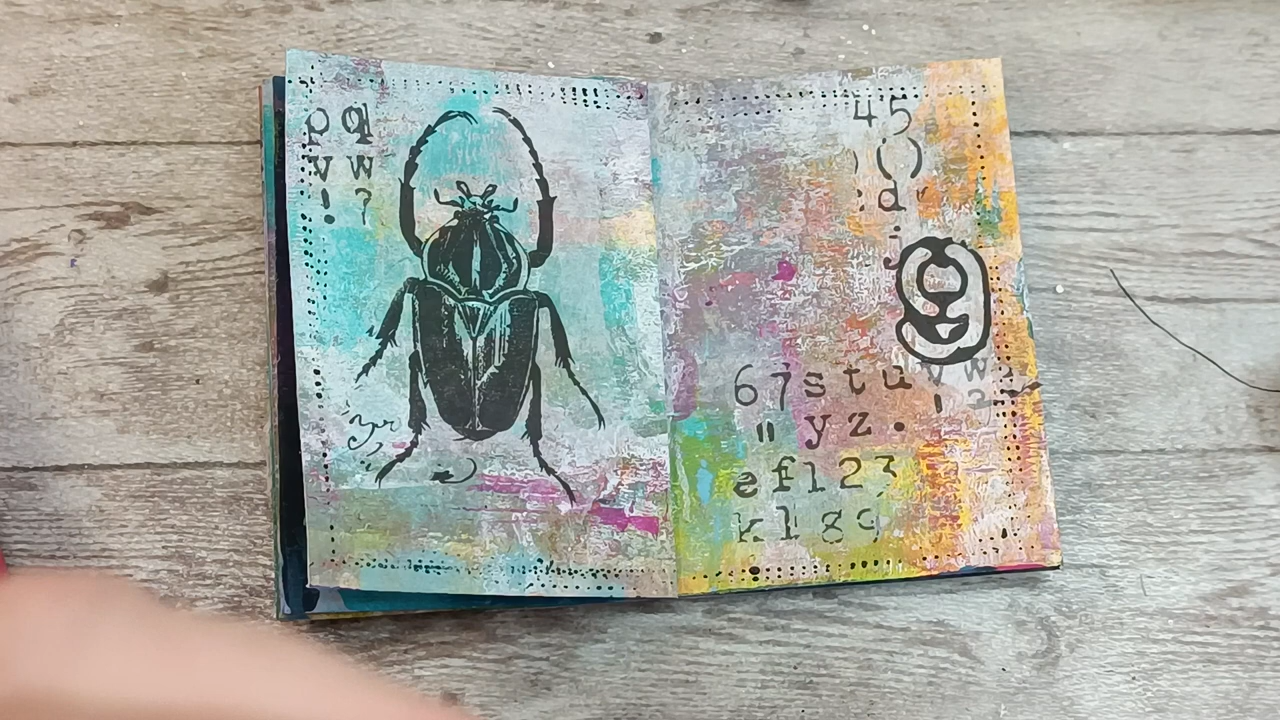 p q
v w
! ?
45
()
:d
j
9
67stu
v w
" yz.
ef123
kl89